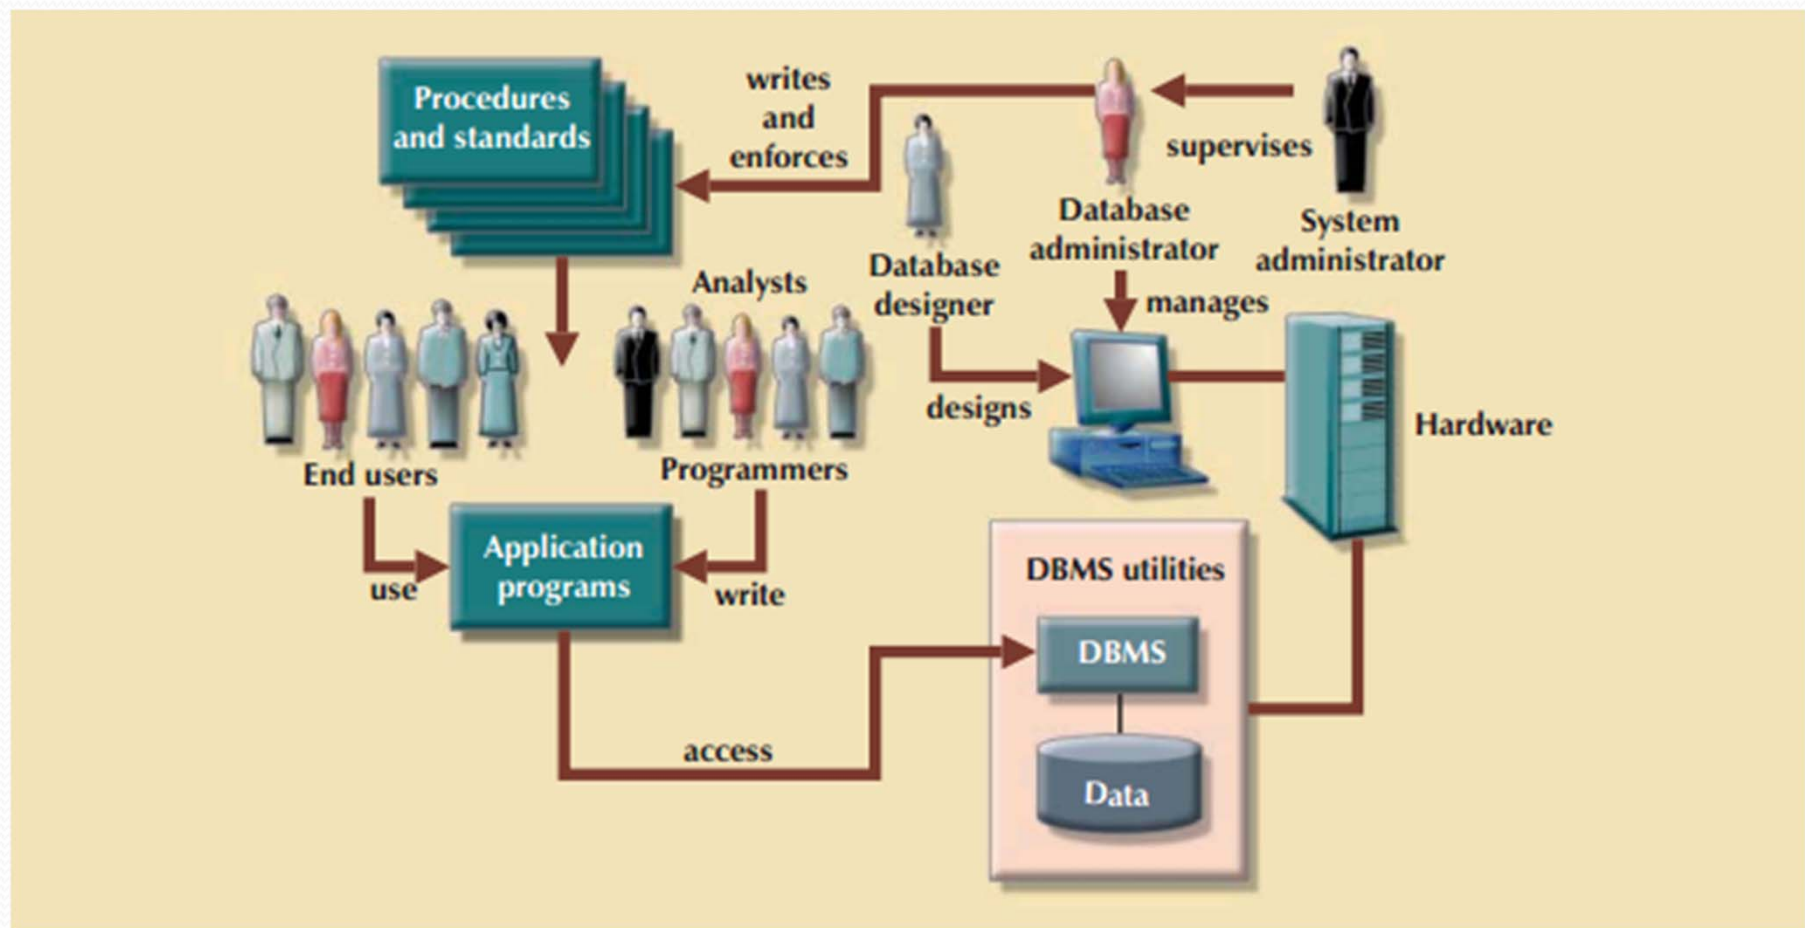 Procedures
and standards
writes
and
enforces
supervises
Database
administrator
System
administrator
Database
designer
Analysts
manages
designs
Hardware
End users
Programmers
Application
programs
use
write
DBMS utilities
DBMS
access
Data